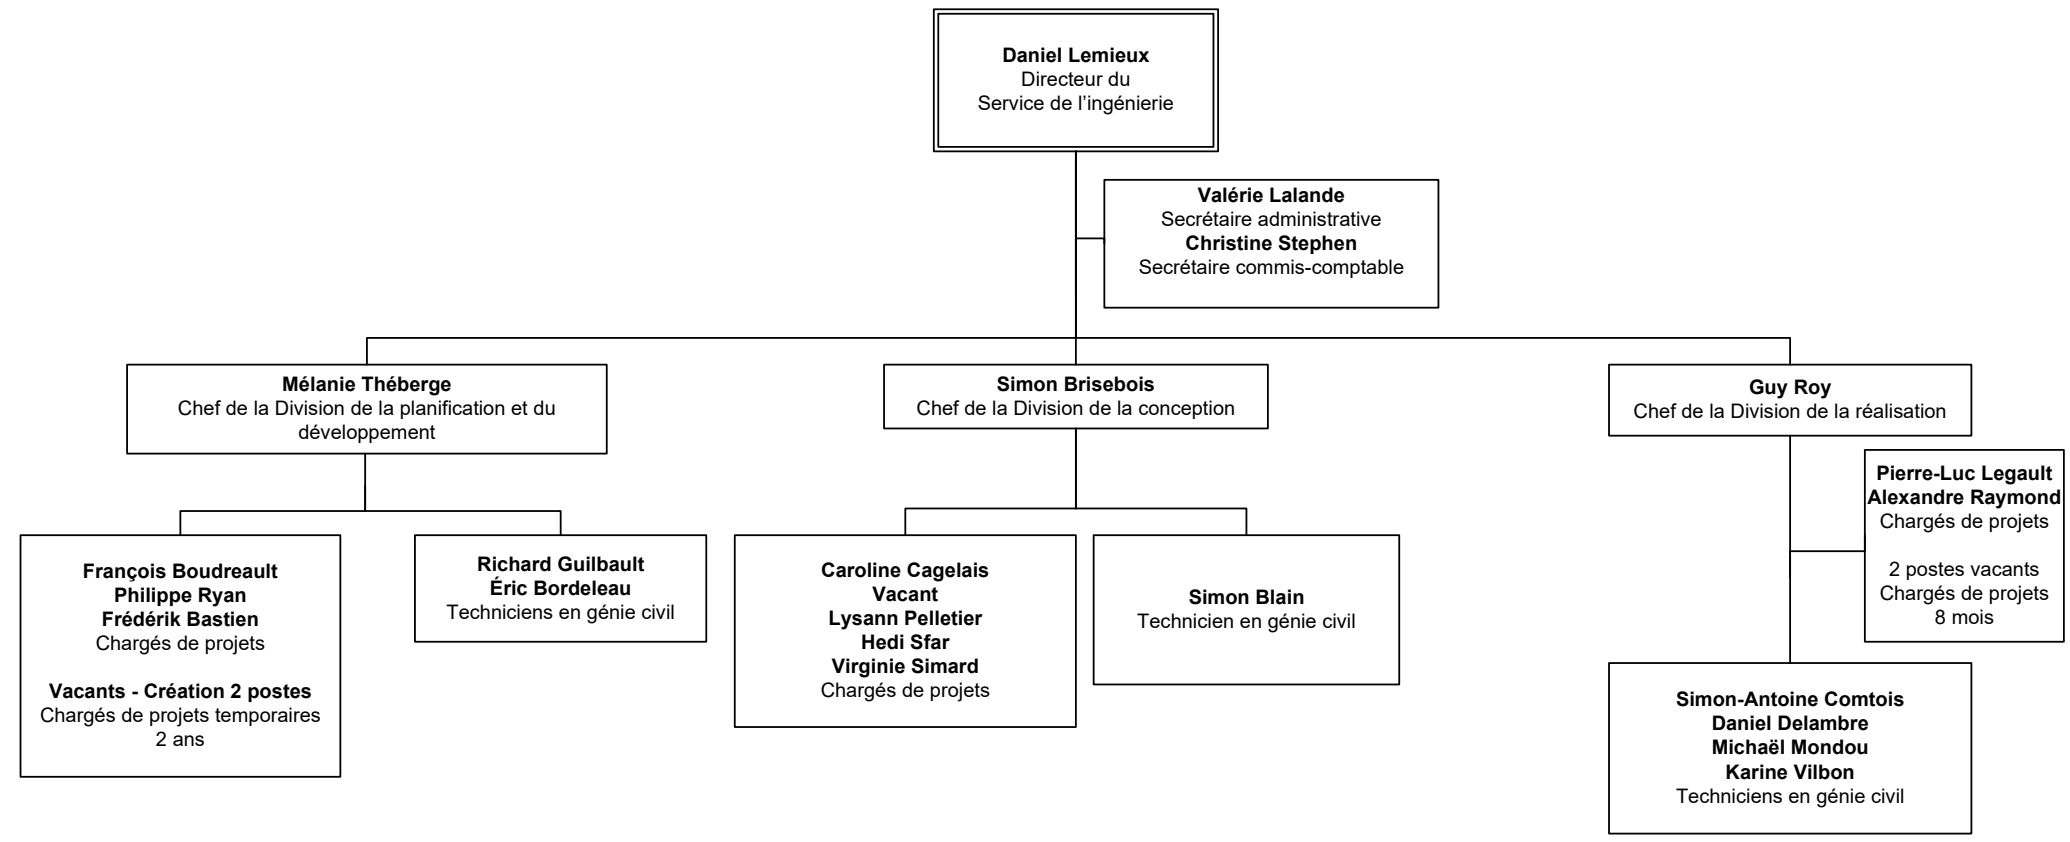 Daniel Lemieux
Directeur du
Service de l'ingénierie
Valérie Lalande
Secrétaire administrative
Christine Stephen
Secrétaire commis-comptable
Mélanie Théberge
Chef de la Division de la planification et du
développement
Simon Brisebois
Chef de la Division de la conception
Guy Roy
Chef de la Division de la réalisation
François Boudreault
Philippe Ryan
Frédérik Bastien
Chargés de projets
Vacants - Création 2 postes
Chargés de projets temporaires
2 ans
Richard Guilbault
Éric Bordeleau
Techniciens en génie civil
Caroline Cagelais
Vacant
Lysann Pelletier
Hedi Sfar
Virginie Simard
Chargés de projets
Simon Blain
Technicien en génie civil
Pierre-Luc Legault
Alexandre Raymond
Chargés de projets
2 postes vacants
Chargés de projets
8 mois
Simon-Antoine Comtois
Daniel Delambre
Michaël Mondou
Karine Vilbon
Techniciens en génie civil